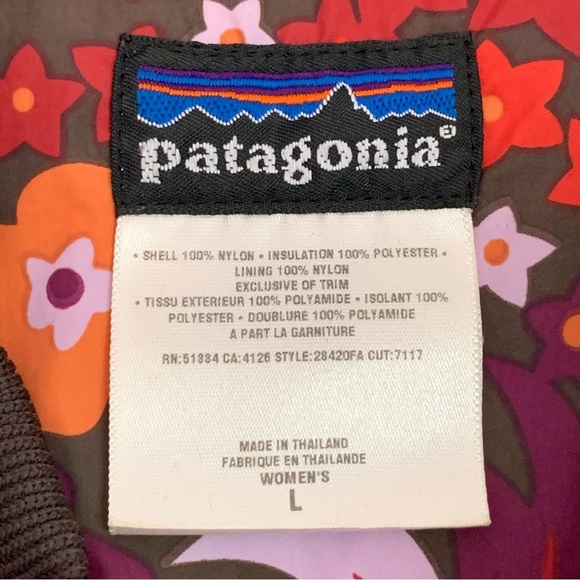 patagonia®
• SHELL 100% NYLON • INSULATION 100% POLYESTER •
LINING 100% NYLON
EXCLUSIVE OF TRIM
• TISSU EXTERIEUR 100% POLYAMIDE • ISOLANT 100%
POLYESTER • DOUBLURE 100% POLYAMIDE
A PART LA GARNITURE
RN:51884 CA:4126 STYLE:28420FA CUT:7117
MADE IN THAILAND
FABRIQUE EN THAILANDE
WOMEN'S
L